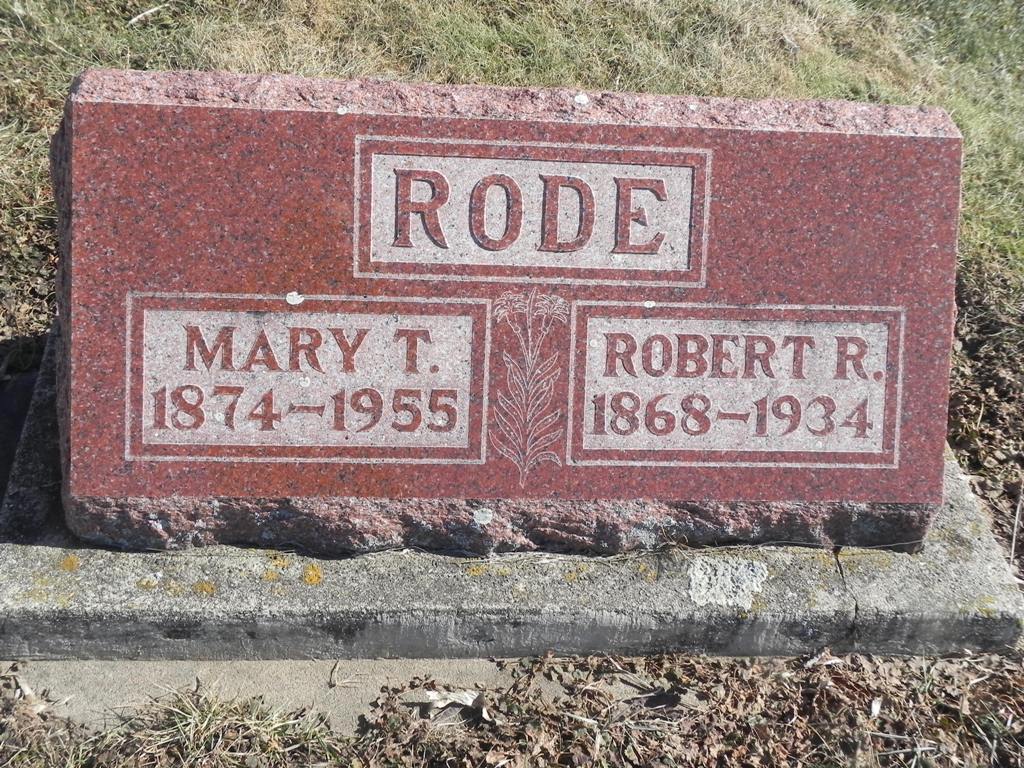 RODE
MARY T.
1874-1955
ROBERT R.
1868-1934